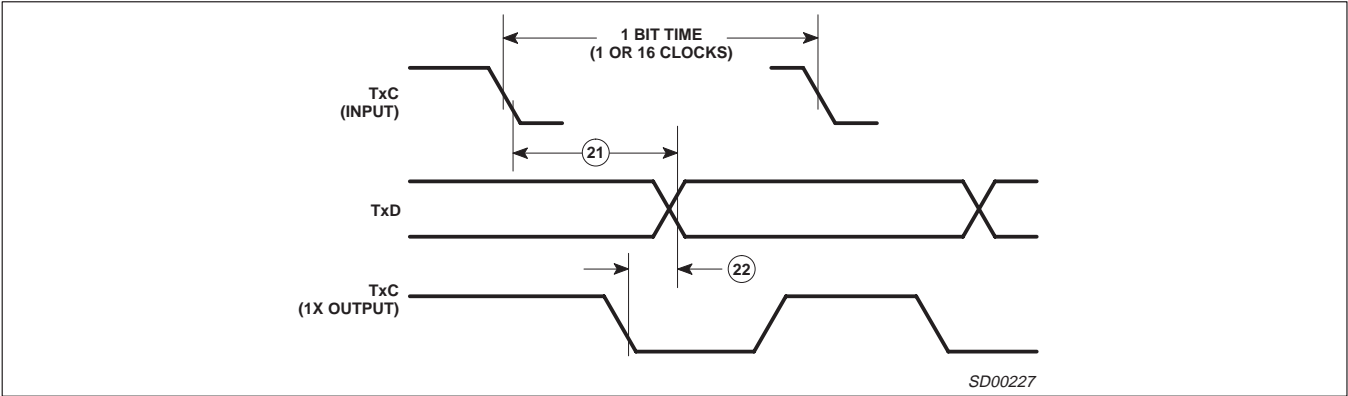 1 BIT TIME
(1 OR 16 CLOCKS)
TxC
(INPUT)
21
TxD
22
TxC
(1X OUTPUT)
SD00227